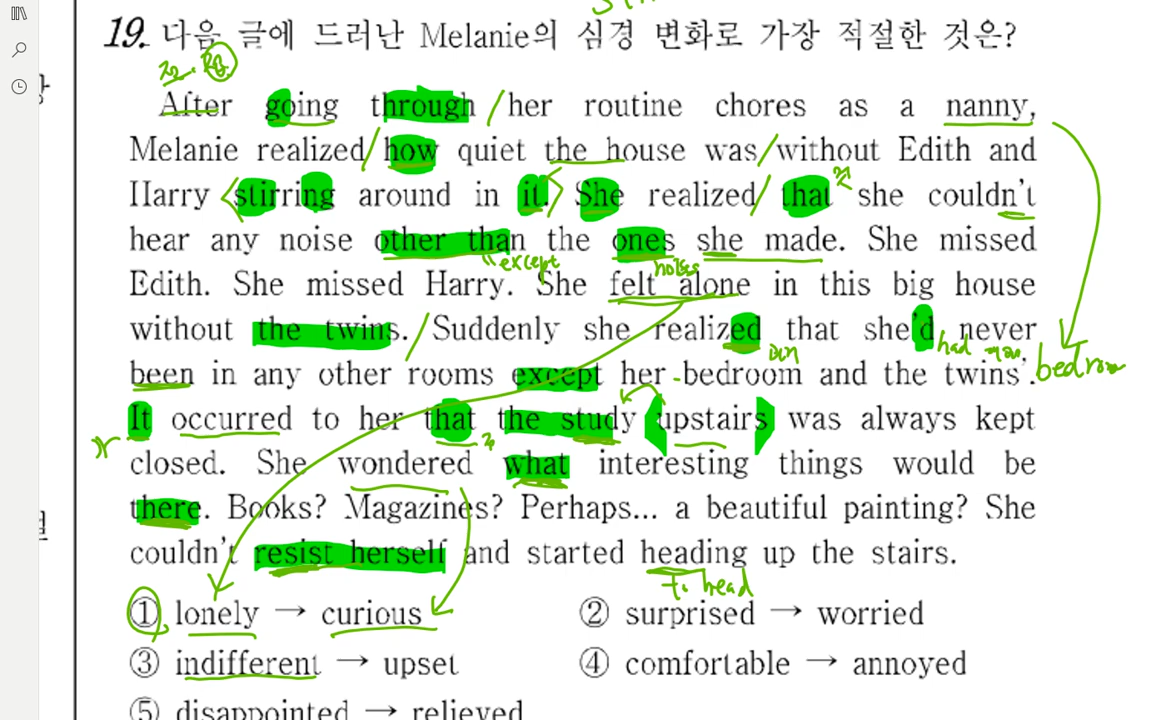 19. 다음 글에 드러난 Melanie의 심경 변화로 가장 적절한 것은?
After going through / her routine chores as a nanny,
Melanie realized / how quiet the house was / without Edith and
Harry < stirring around in it. > She realized / that she couldn't
hear any noise other than the ones she made. She missed
"except
noises
Edith. She missed Harry. She felt alone in this big house
without the twins. / Suddenly she realized that she'd never
had
been in any other rooms except her bedroom and the twins'.
bedroom
It occurred to her that the study (upstairs) was always kept
closed. She wondered what interesting things would be
there. Books? Magazines? Perhaps... a beautiful painting? She
couldn't resist herself and started heading up the stairs.
head
① lonely → curious ② surprised → worried
③ indifferent → upset ④ comfortable → annoyed
⑤ disappointed → relieved